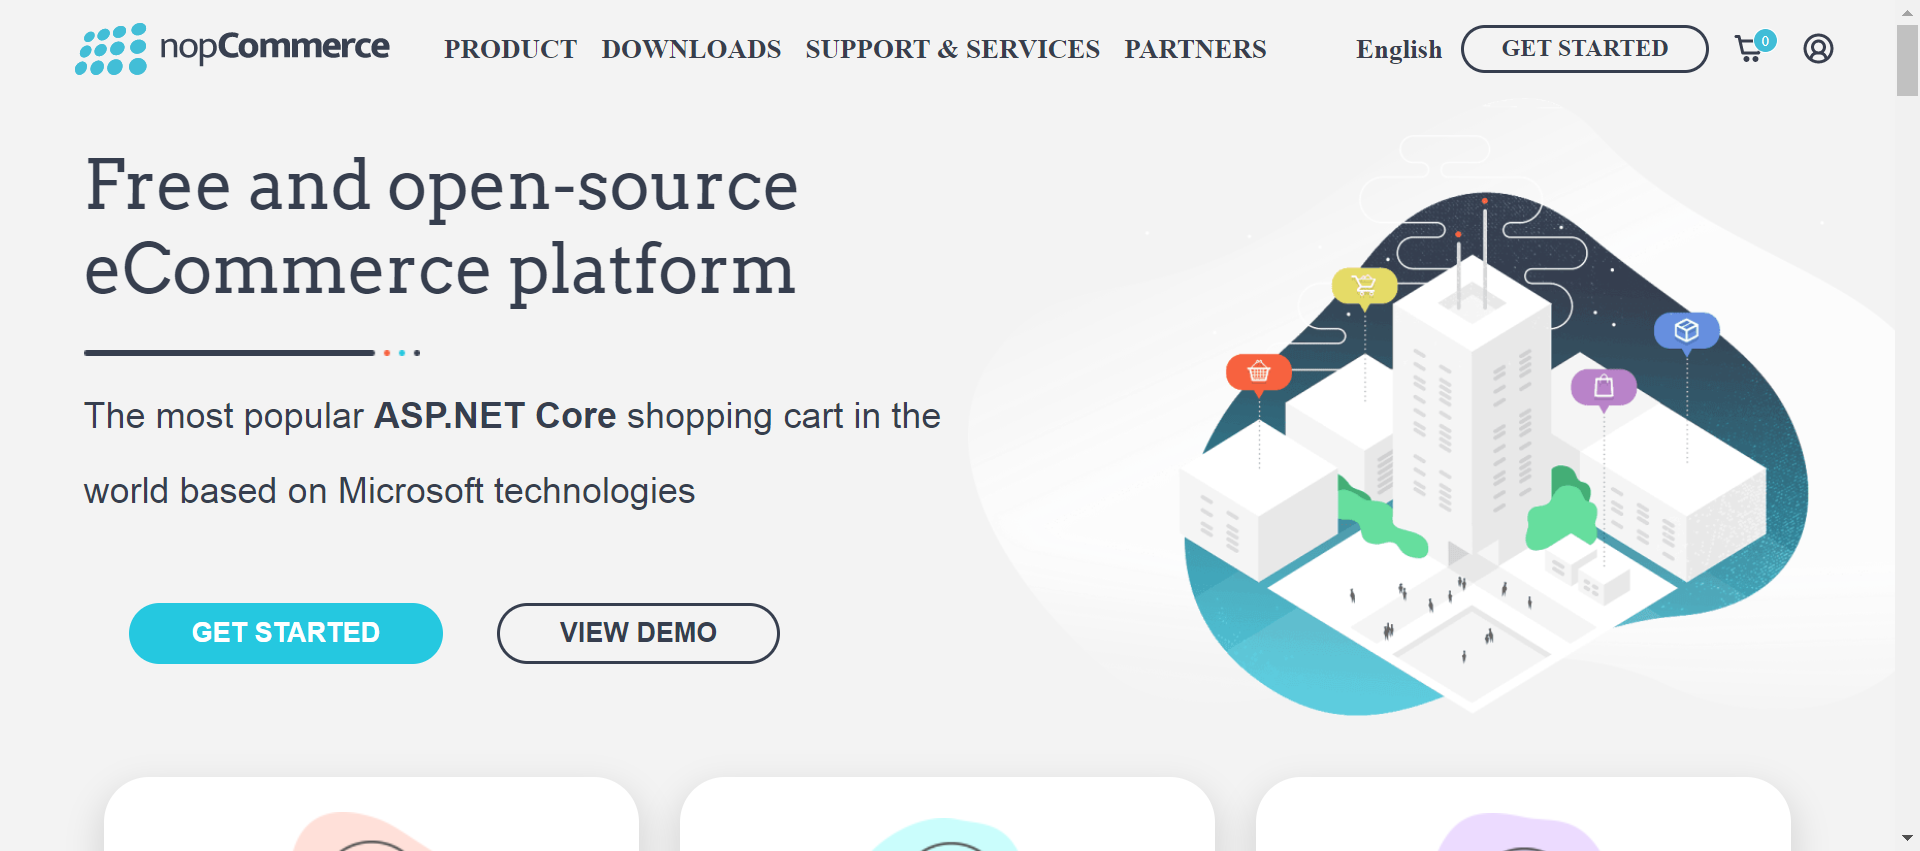 nopCommerce
PRODUCT DOWNLOADS SUPPORT & SERVICES PARTNERS English GET STARTED 0
Free and open-source
eCommerce platform
The most popular ASP.NET Core shopping cart in the
world based on Microsoft technologies
GET STARTED VIEW DEMO